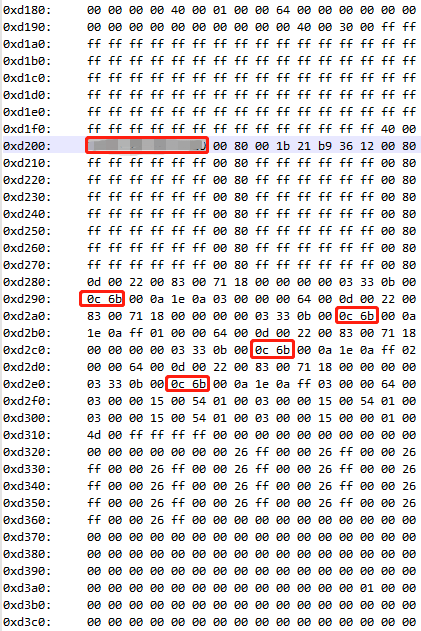 0xd180: 00 00 00 00 40 00 01 00 00 64 00 00 00 00 00 00
0xd190: 00 00 00 00 00 00 00 00 00 00 40 00 30 00 ff ff
0xd1a0: ff ff ff ff ff ff ff ff ff ff ff ff ff ff ff ff
0xd1b0: ff ff ff ff ff ff ff ff ff ff ff ff ff ff ff ff
0xd1c0: ff ff ff ff ff ff ff ff ff ff ff ff ff ff ff ff
0xd1d0: ff ff ff ff ff ff ff ff ff ff ff ff ff ff ff ff
0xd1e0: ff ff ff ff ff ff ff ff ff ff ff ff ff ff ff ff
0xd1f0: ff ff ff ff ff ff ff ff ff ff ff ff ff ff 40 00
0xd200: 00 80 00 1b 21 b9 36 12 00 80
0xd210: ff ff ff ff ff ff 00 80 ff ff ff ff ff ff 00 80
0xd220: ff ff ff ff ff ff 00 80 ff ff ff ff ff ff 00 80
0xd230: ff ff ff ff ff ff 00 80 ff ff ff ff ff ff 00 80
0xd240: ff ff ff ff ff ff 00 80 ff ff ff ff ff ff 00 80
0xd250: ff ff ff ff ff ff 00 80 ff ff ff ff ff ff 00 80
0xd260: ff ff ff ff ff ff 00 80 ff ff ff ff ff ff 00 80
0xd270: ff ff ff ff ff ff 00 80 ff ff ff ff ff ff 00 80
0xd280: 0d 00 22 00 83 00 71 18 00 00 00 00 03 33 0b 00
0xd290: 0c 6b 00 0a 1e 0a 03 00 00 00 64 00 0d 00 22 00
0xd2a0: 83 00 71 18 00 00 00 00 03 33 0b 00 0c 6b 00 0a
0xd2b0: 1e 0a ff 01 00 00 64 00 0d 00 22 00 83 00 71 18
0xd2c0: 00 00 00 00 03 33 0b 00 0c 6b 00 0a 1e 0a ff 02
0xd2d0: 00 00 64 00 0d 00 22 00 83 00 71 18 00 00 00 00
0xd2e0: 03 33 0b 00 0c 6b 00 0a 1e 0a ff 03 00 00 64 00
0xd2f0: 03 00 00 15 00 54 01 00 03 00 00 15 00 54 01 00
0xd300: 03 00 00 15 00 54 01 00 03 00 00 15 00 00 01 00
0xd310: 4d 00 ff ff ff ff 00 00 00 00 00 00 00 00 00 00
0xd320: 00 00 00 00 00 00 00 26 ff 00 00 26 ff 00 00 26
0xd330: ff 00 00 26 ff 00 00 26 ff 00 00 26 ff 00 00 26
0xd340: ff 00 00 26 ff 00 00 26 ff 00 00 26 ff 00 00 26
0xd350: ff 00 00 26 ff 00 00 26 ff 00 00 26 ff 00 00 26
0xd360: ff 00 00 26 ff 00 00 00 00 00 00 00 00 00 00 00
0xd370: 00 00 00 00 00 00 00 00 00 00 00 00 00 00 00 00
0xd380: 00 00 00 00 00 00 00 00 00 00 00 00 00 00 00 00
0xd390: 00 00 00 00 00 00 00 00 00 00 00 00 00 00 00 00
0xd3a0: 00 00 00 00 00 00 00 00 00 00 00 00 00 01 00 00
0xd3b0: 00 00 00 00 00 00 00 00 00 00 00 00 00 00 00 00
0xd3c0: 00 00 00 00 00 00 00 00 00 00 00 00 00 00 00 00